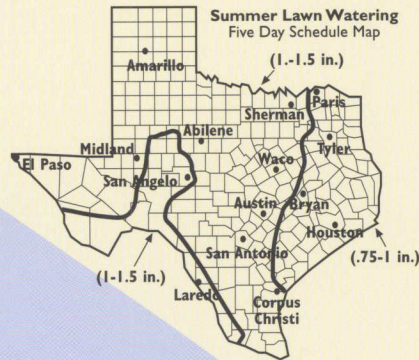 Summer Lawn Watering
Five Day Schedule Map
(1.-1.5 in.)
Amarillo
Sherman
Paris
Abilene
Midland
Tyler
El Paso
Waco
San Angelo
Bryan
Austin
Houston
San Antonio
(.75-1 in.)
(1-1.5 in.)
Laredo
Corpus
Christi